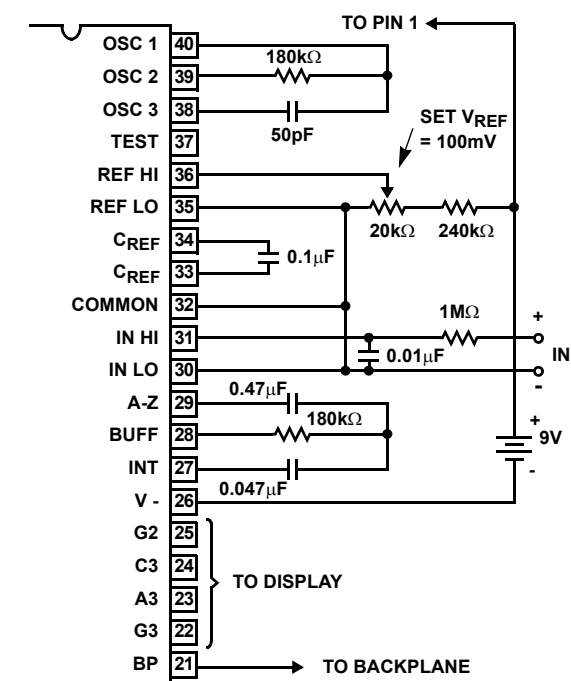 TO PIN 1
OSC 1 40
180kΩ
OSC 2 39
OSC 3 38
50pF
TEST 37
SET VREF
= 100mV
REF HI 36
REF LO 35
20kΩ 240kΩ
CREF 34
0.1µF
CREF 33
COMMON 32
1MΩ
+
IN HI 31
IN
0.01µF
IN LO 30
-
A-Z 29
0.47µF
180kΩ
BUFF 28
+
9V
-
INT 27
0.047µF
V - 26
G2 25
C3 24
TO DISPLAY
A3 23
G3 22
BP 21
TO BACKPLANE